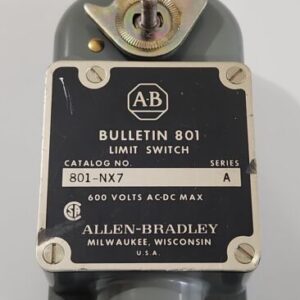 A-B
BULLETIN 801
LIMIT SWITCH
CATALOG NO. SERIES
801-NX7 A
600 VOLTS AC-DC MAX
ALLEN-BRADLEY
MILWAUKEE, WISCONSIN
U.S.A.